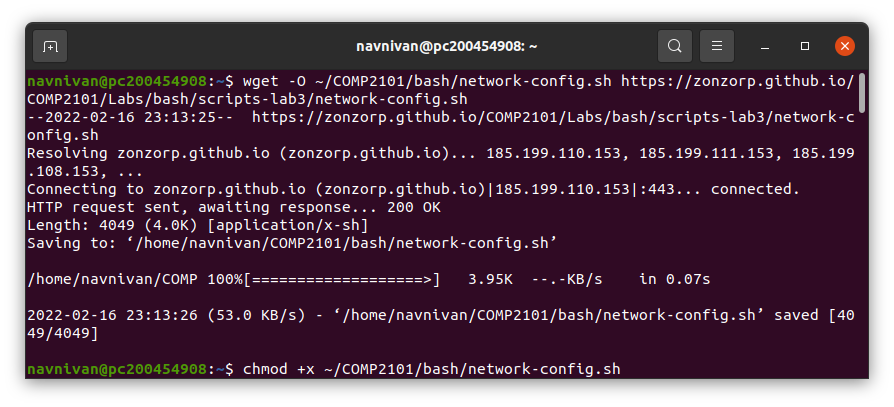 navnivan@pc200454908: ~
navnivan@pc200454908:~$ wget -O ~/COMP2101/bash/network-config.sh https://zonzorp.github.io/
COMP2101/Labs/bash/scripts-lab3/network-config.sh
--2022-02-16 23:13:25--  https://zonzorp.github.io/COMP2101/Labs/bash/scripts-lab3/network-c
onfig.sh
Resolving zonzorp.github.io (zonzorp.github.io)... 185.199.110.153, 185.199.111.153, 185.199
.108.153, ...
Connecting to zonzorp.github.io (zonzorp.github.io)|185.199.110.153|:443... connected.
HTTP request sent, awaiting response... 200 OK
Length: 4049 (4.0K) [application/x-sh]
Saving to: ‘/home/navnivan/COMP2101/bash/network-config.sh’
/home/navnivan/COMP 100%[===================>]   3.95K  --.-KB/s    in 0.07s
2022-02-16 23:13:26 (53.0 KB/s) - ‘/home/navnivan/COMP2101/bash/network-config.sh’ saved [40
49/4049]
navnivan@pc200454908:~$ chmod +x ~/COMP2101/bash/network-config.sh